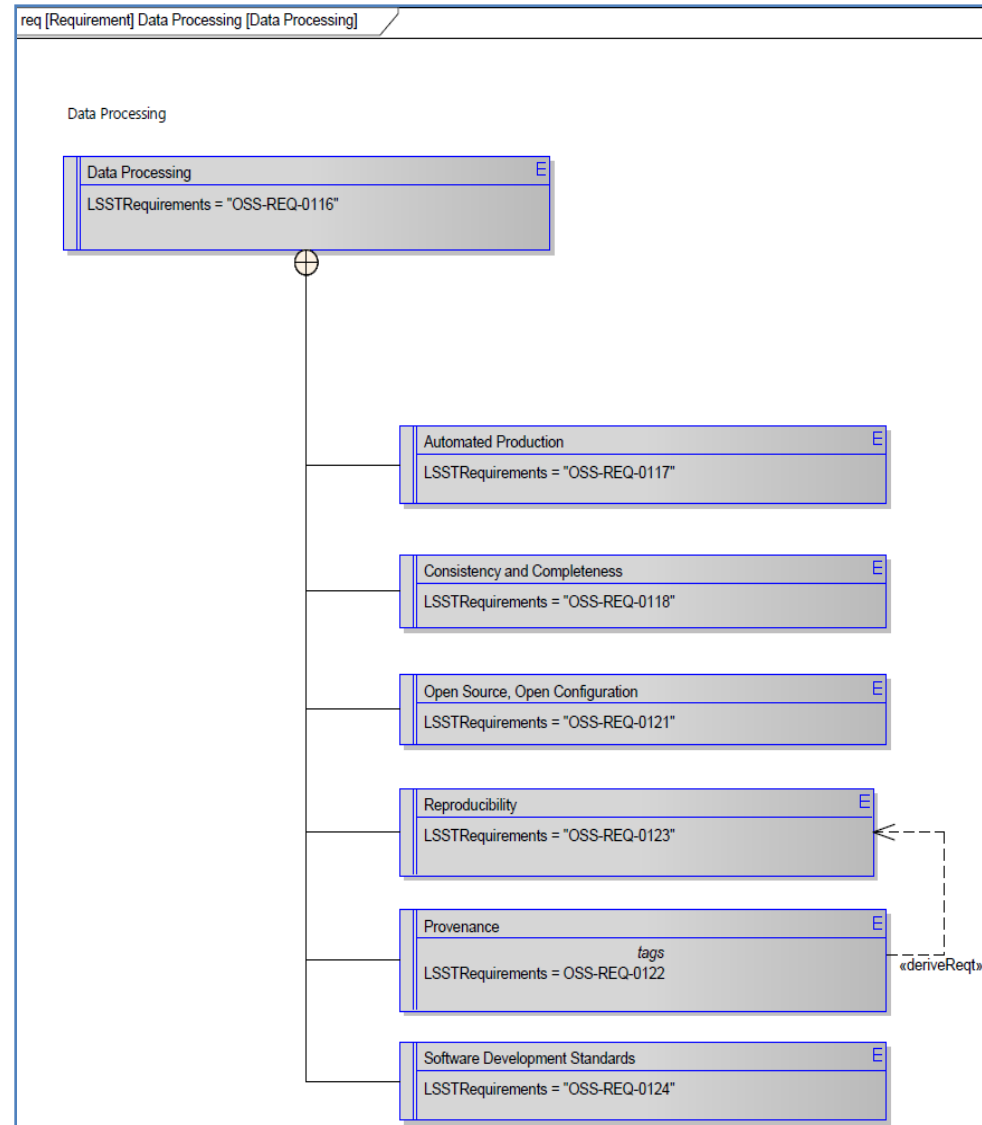 req [Requirement] Data Processing [Data Processing]
Data Processing
Data Processing
E
LSSTRequirements = "OSS-REQ-0116"
Automated Production
E
LSSTRequirements = "OSS-REQ-0117"
Consistency and Completeness
E
LSSTRequirements = "OSS-REQ-0118"
Open Source, Open Configuration
E
LSSTRequirements = "OSS-REQ-0121"
Reproducibility
E
LSSTRequirements = "OSS-REQ-0123"
Provenance
E
tags
LSSTRequirements = OSS-REQ-0122
«deriveReqt»
Software Development Standards
E
LSSTRequirements = "OSS-REQ-0124"